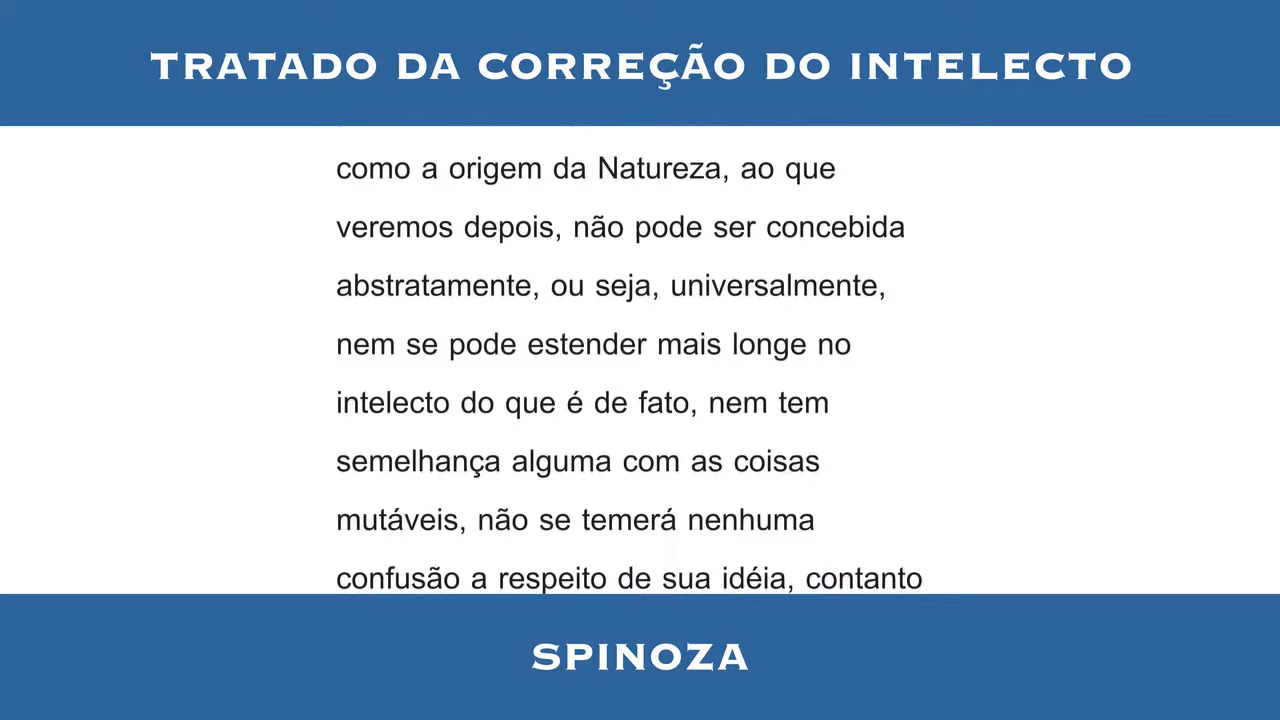 TRATADO DA CORREÇÃO DO INTELECTO
como a origem da Natureza, ao que
veremos depois, não pode ser concebida
abstratamente, ou seja, universalmente,
nem se pode estender mais longe no
intelecto do que é de fato, nem tem
semelhança alguma com as coisas
mutáveis, não se temerá nenhuma
confusão a respeito de sua idéia, contanto
SPINOZA